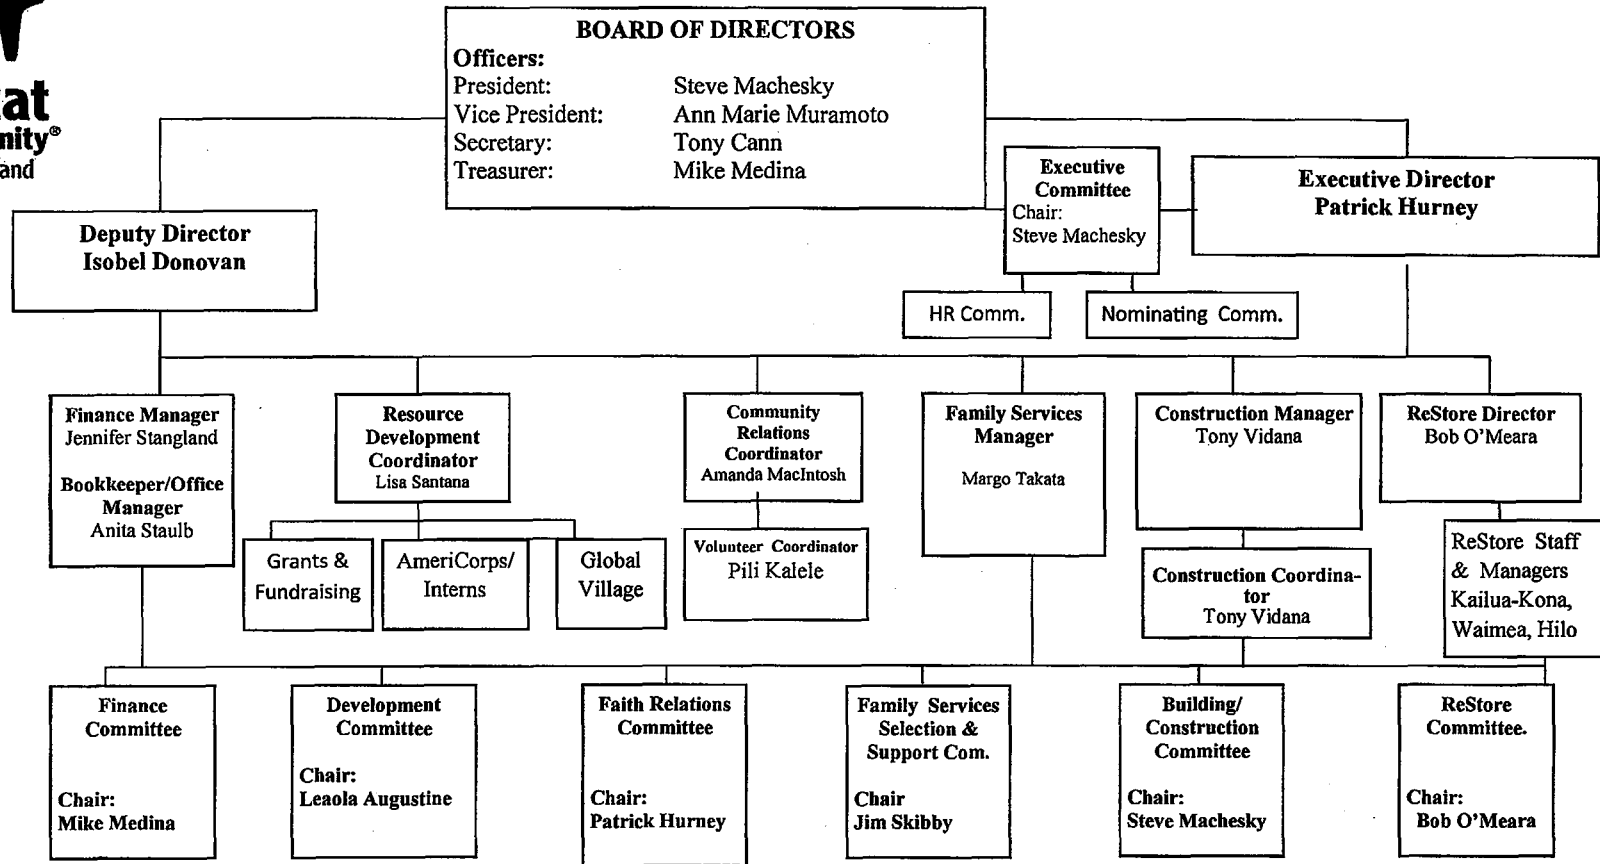 BOARD OF DIRECTORS
Officers:
President: Steve Machesky
Vice President: Ann Marie Muramoto
Secretary: Tony Cann
Treasurer: Mike Medina
tat
nity®
and
Executive
Committee
Chair:
Steve Machesky
Executive Director
Patrick Hurney
Deputy Director
Isobel Donovan
HR Comm.
Nominating Comm.
Finance Manager
Jennifer Stangland
Bookkeeper/Office
Manager
Anita Staulb
Resource
Development
Coordinator
Lisa Santana
Community
Relations
Coordinator
Amanda MacIntosh
Family Services
Manager
Margo Takata
Construction Manager
Tony Vidana
ReStore Director
Bob O'Meara
Grants &
Fundraising
AmeriCorps/
Interns
Global
Village
Volunteer Coordinator
Pili Kalele
Construction Coordina-
tor
Tony Vidana
ReStore Staff
& Managers
Kailua-Kona,
Waimea, Hilo
Finance
Committee
Chair:
Mike Medina
Development
Committee
Chair:
Leaola Augustine
Faith Relations
Committee
Chair:
Patrick Hurney
Family Services
Selection &
Support Com.
Chair
Jim Skibby
Building/
Construction
Committee
Chair:
Steve Machesky
ReStore
Committee.
Chair:
Bob O'Meara